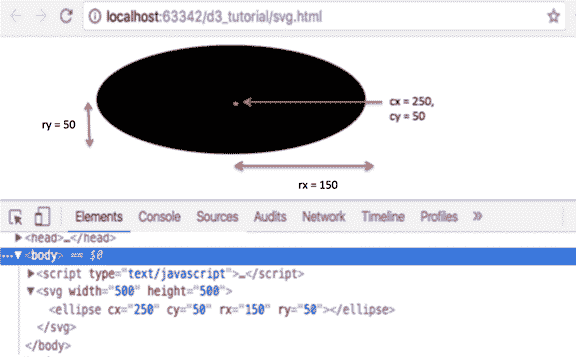 localhost:63342/d3_tutorial/svg.html
cx = 250,
cy = 50
ry = 50
rx = 150
Elements Console Sources Audits Network Timeline Profiles »
▶<head>…</head>
…▼<body> == $0
▶<script type="text/javascript">…</script>
▼<svg width="500" height="500">
<ellipse cx="250" cy="50" rx="150" ry="50"></ellipse>
</svg>
</body>